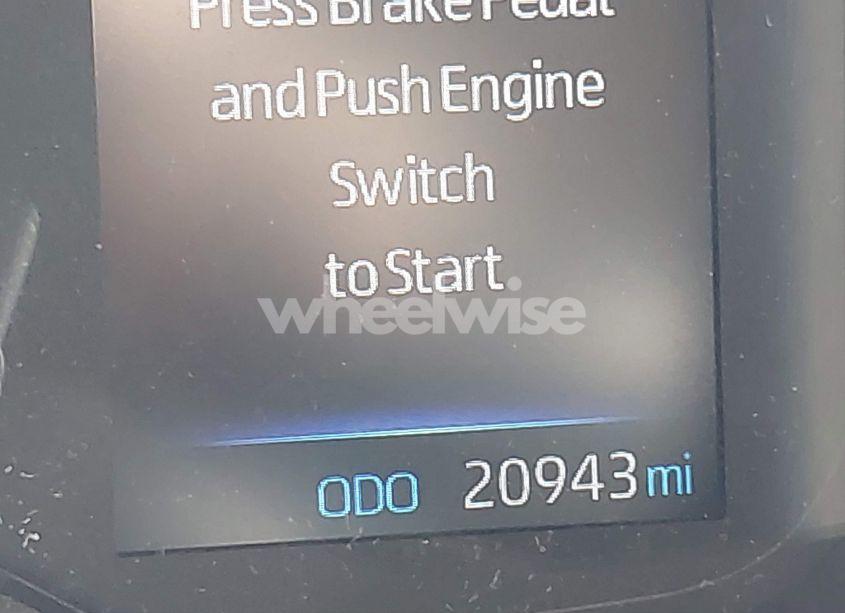 Press Brake Pedal
and Push Engine
Switch
to Start
wheelwise
ODO 20943 mi